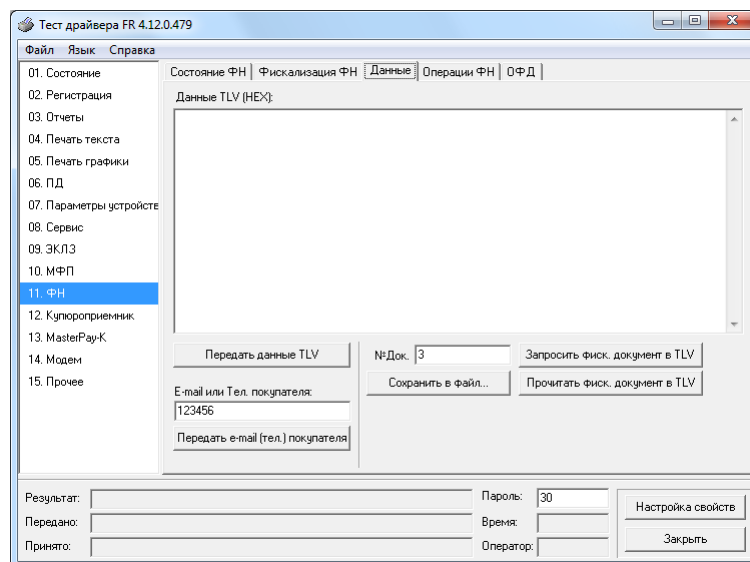 Тест драйвера FR 4.12.0.479
Файл Язык Справка
01. Состояние
02. Регистрация
03. Отчеты
04. Печать текста
05. Печать графики
06. ПД
07. Параметры устройств
08. Сервис
09. ЭКЛЗ
10. МФП
11. ФН
12. Купюроприемник
13. MasterPay-K
14. Модем
15. Прочее
Состояние ФН Фискализация ФН Данные Операции ФН ОФД
Данные TLV (HEX):
Передать данные TLV
E-mail или Тел. покупателя:
123456
Передать e-mail (тел.) покупателя
№Док. 3
Запросить фиск. документ в TLV
Сохранить в файл...
Прочитать фиск. документ в TLV
Результат:
Передано:
Принято:
Пароль: 30
Время:
Оператор:
Настройка свойств
Закрыть